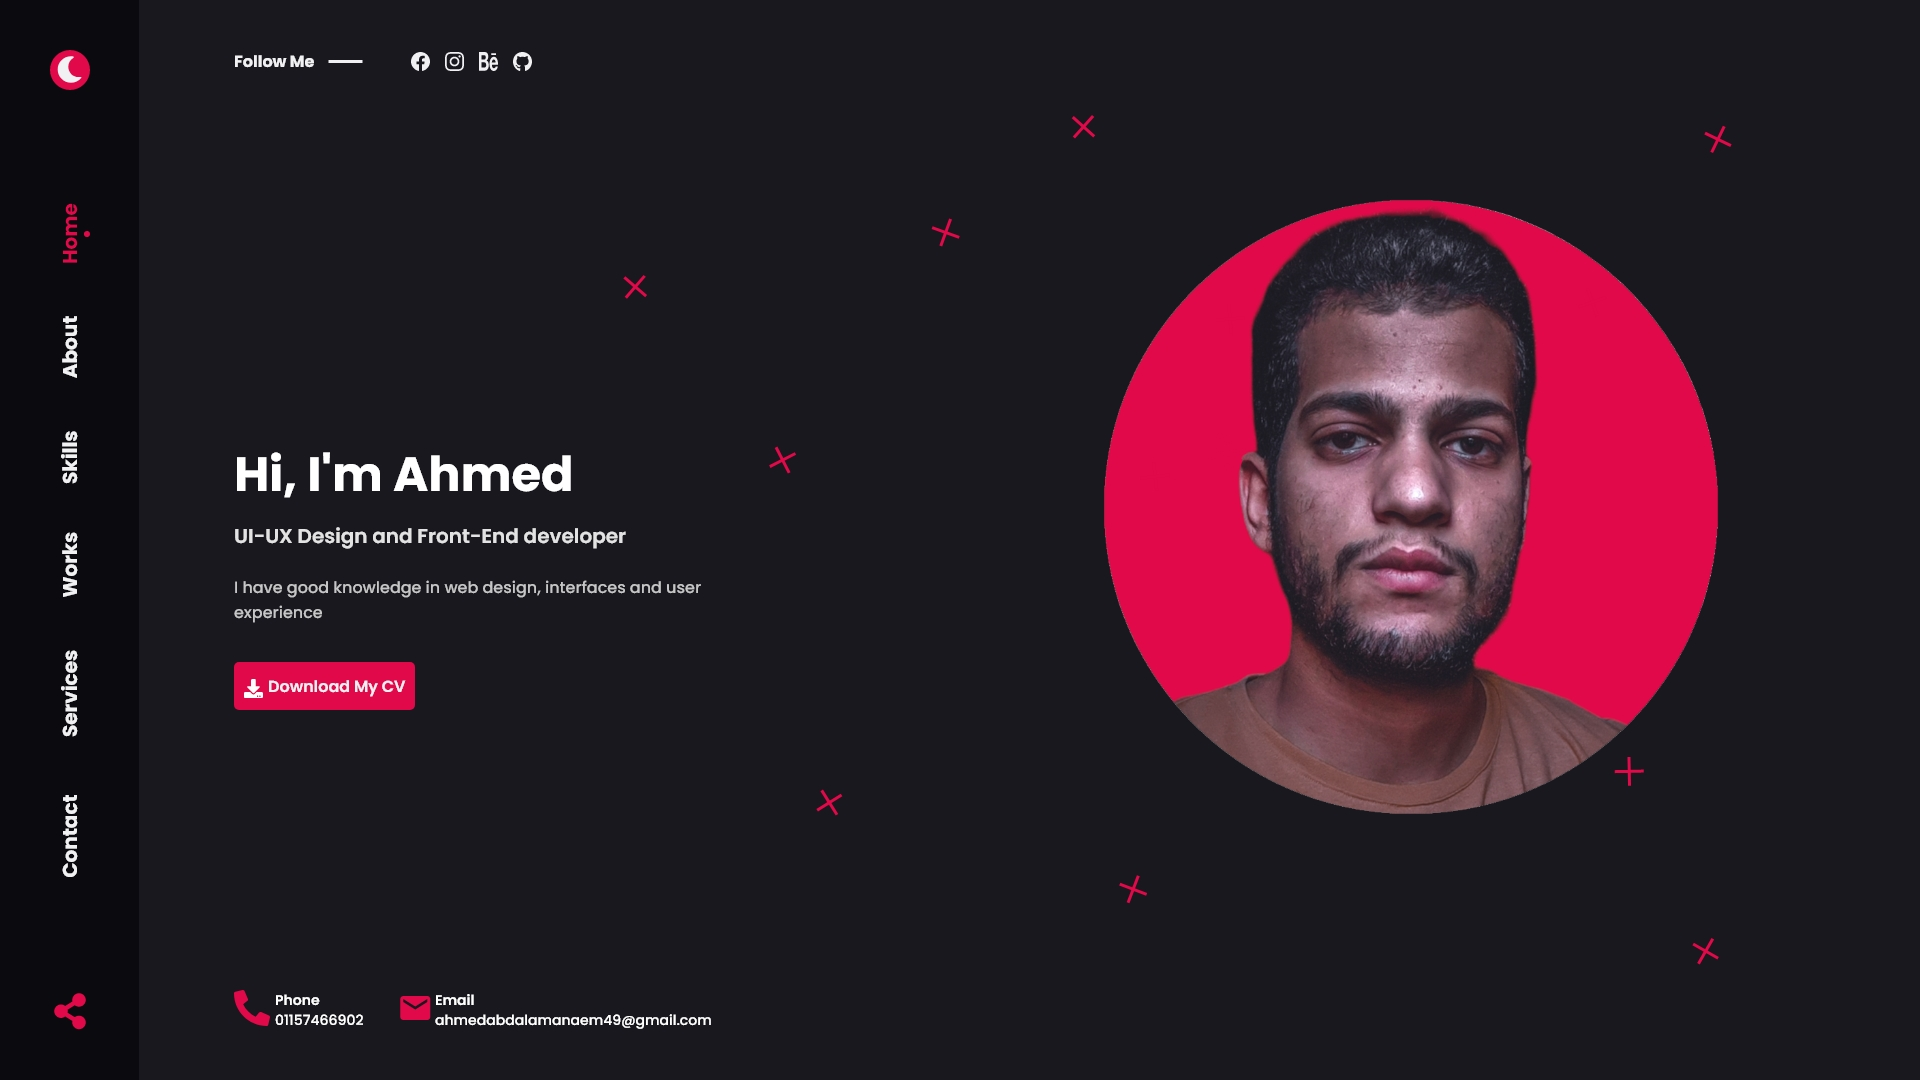 Home
About
Skills
Works
Services
Contact
Follow Me
Bē
Hi, I'm Ahmed
UI-UX Design and Front-End developer
I have good knowledge in web design, interfaces and user
experience
Download My CV
Phone
01157466902
Email
ahmedabdalamanaem49@gmail.com